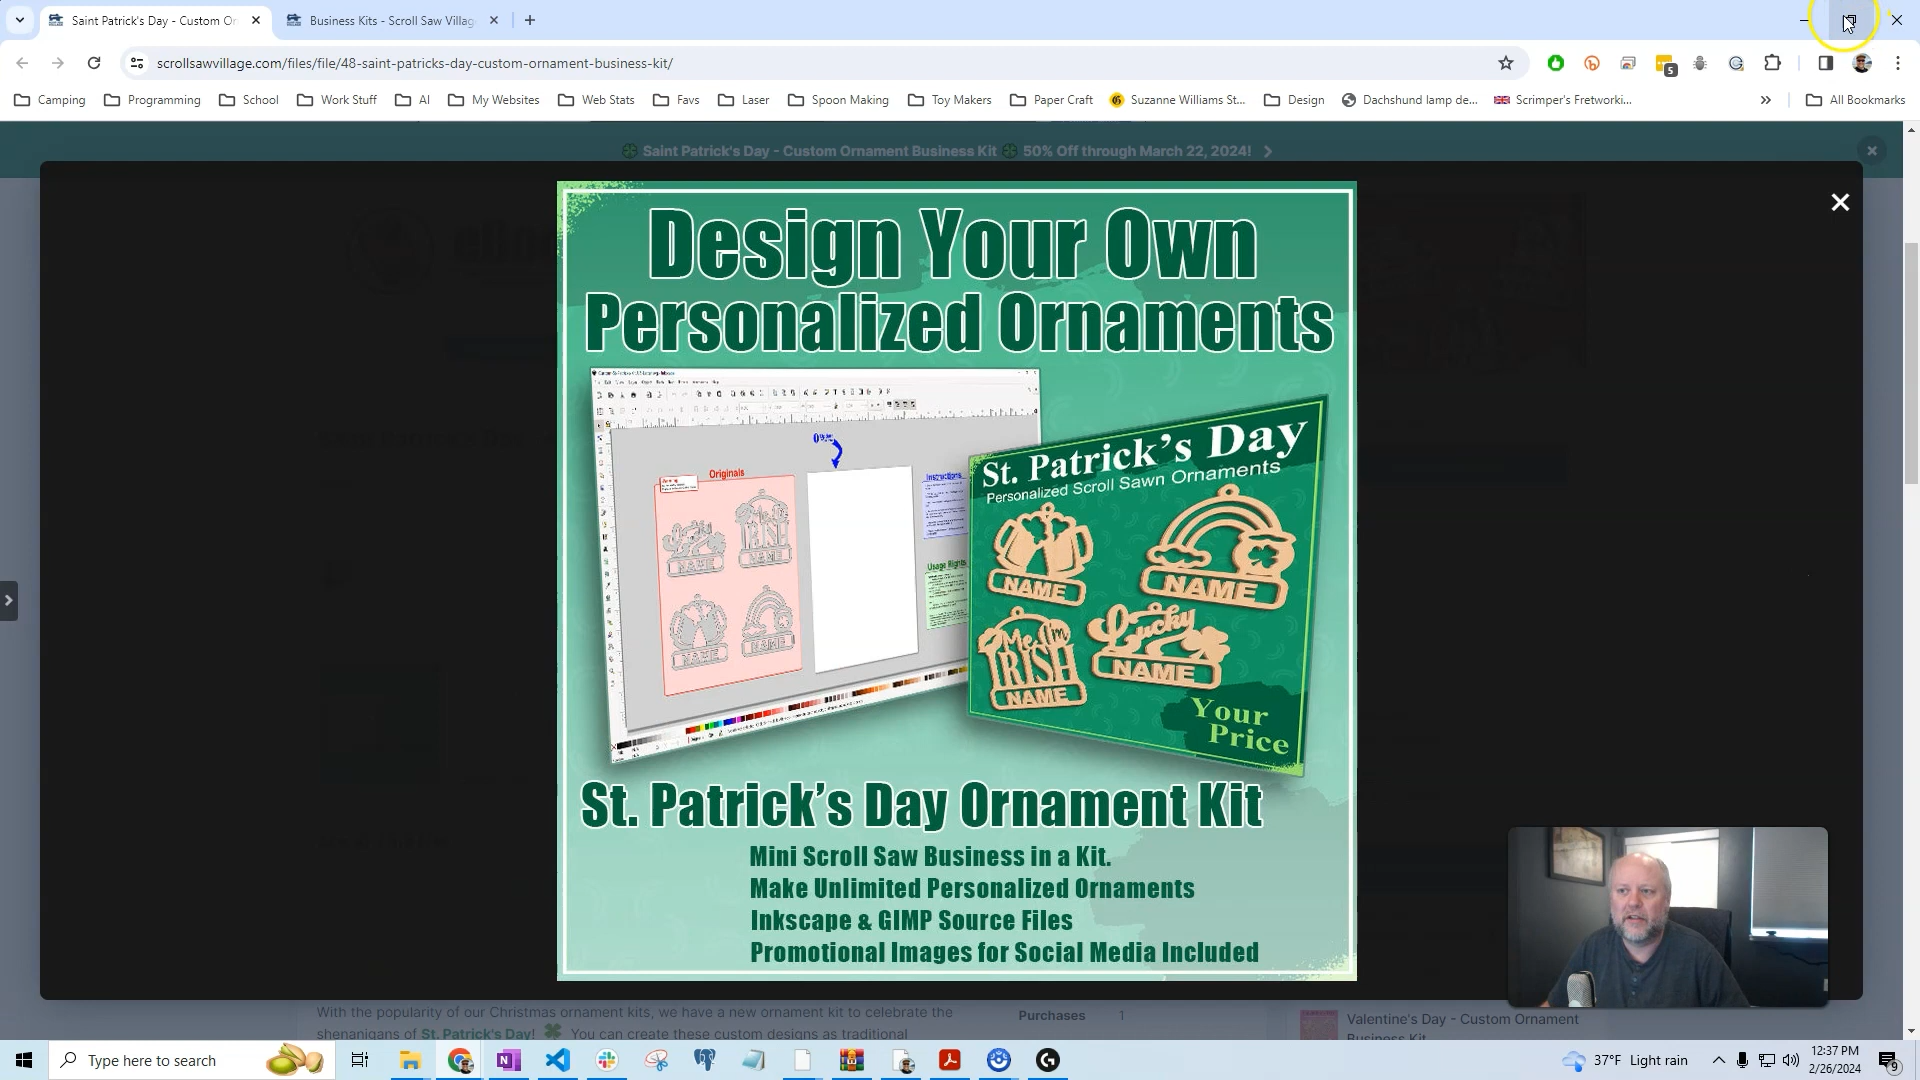 Saint Patrick's Day - Custom Or
Business Kits - Scroll Saw Villag
scrollsawvillage.com/files/file/48-saint-patricks-day-custom-ornament-business-kit/
5
Camping
Programming
School
Work Stuff
AI
My Websites
Web Stats
Favs
Laser
Spoon Making
Toy Makers
Paper Craft
Suzanne Williams St...
Design
Dachshund lamp de...
Scrimper's Fretworki...
All Bookmarks
Saint Patrick's Day - Custom Ornament Business Kit 50% Off through March 22, 2024!
Design Your Own
Personalized Ornaments
Originals
Instructions
Usage Rights
NAME
Me I'm
IRISH
NAME
NAME
NAME
St. Patrick's Day
Personalized Scroll Sawn Ornaments
NAME
NAME
Me I'm
IRISH
NAME
Lucky
NAME
Your
Price
St. Patrick's Day Ornament Kit
Mini Scroll Saw Business in a Kit.
Make Unlimited Personalized Ornaments
Inkscape & GIMP Source Files
Promotional Images for Social Media Included
With the popularity of our Christmas ornament kits, we have a new ornament kit to celebrate the
shenanigans of St. Patrick's Day! You can create these custom designs as traditional
Purchases 1
Valentine's Day - Custom Ornament
Business Kit
Type here to search
37°F Light rain
12:37 PM
2/26/2024
9